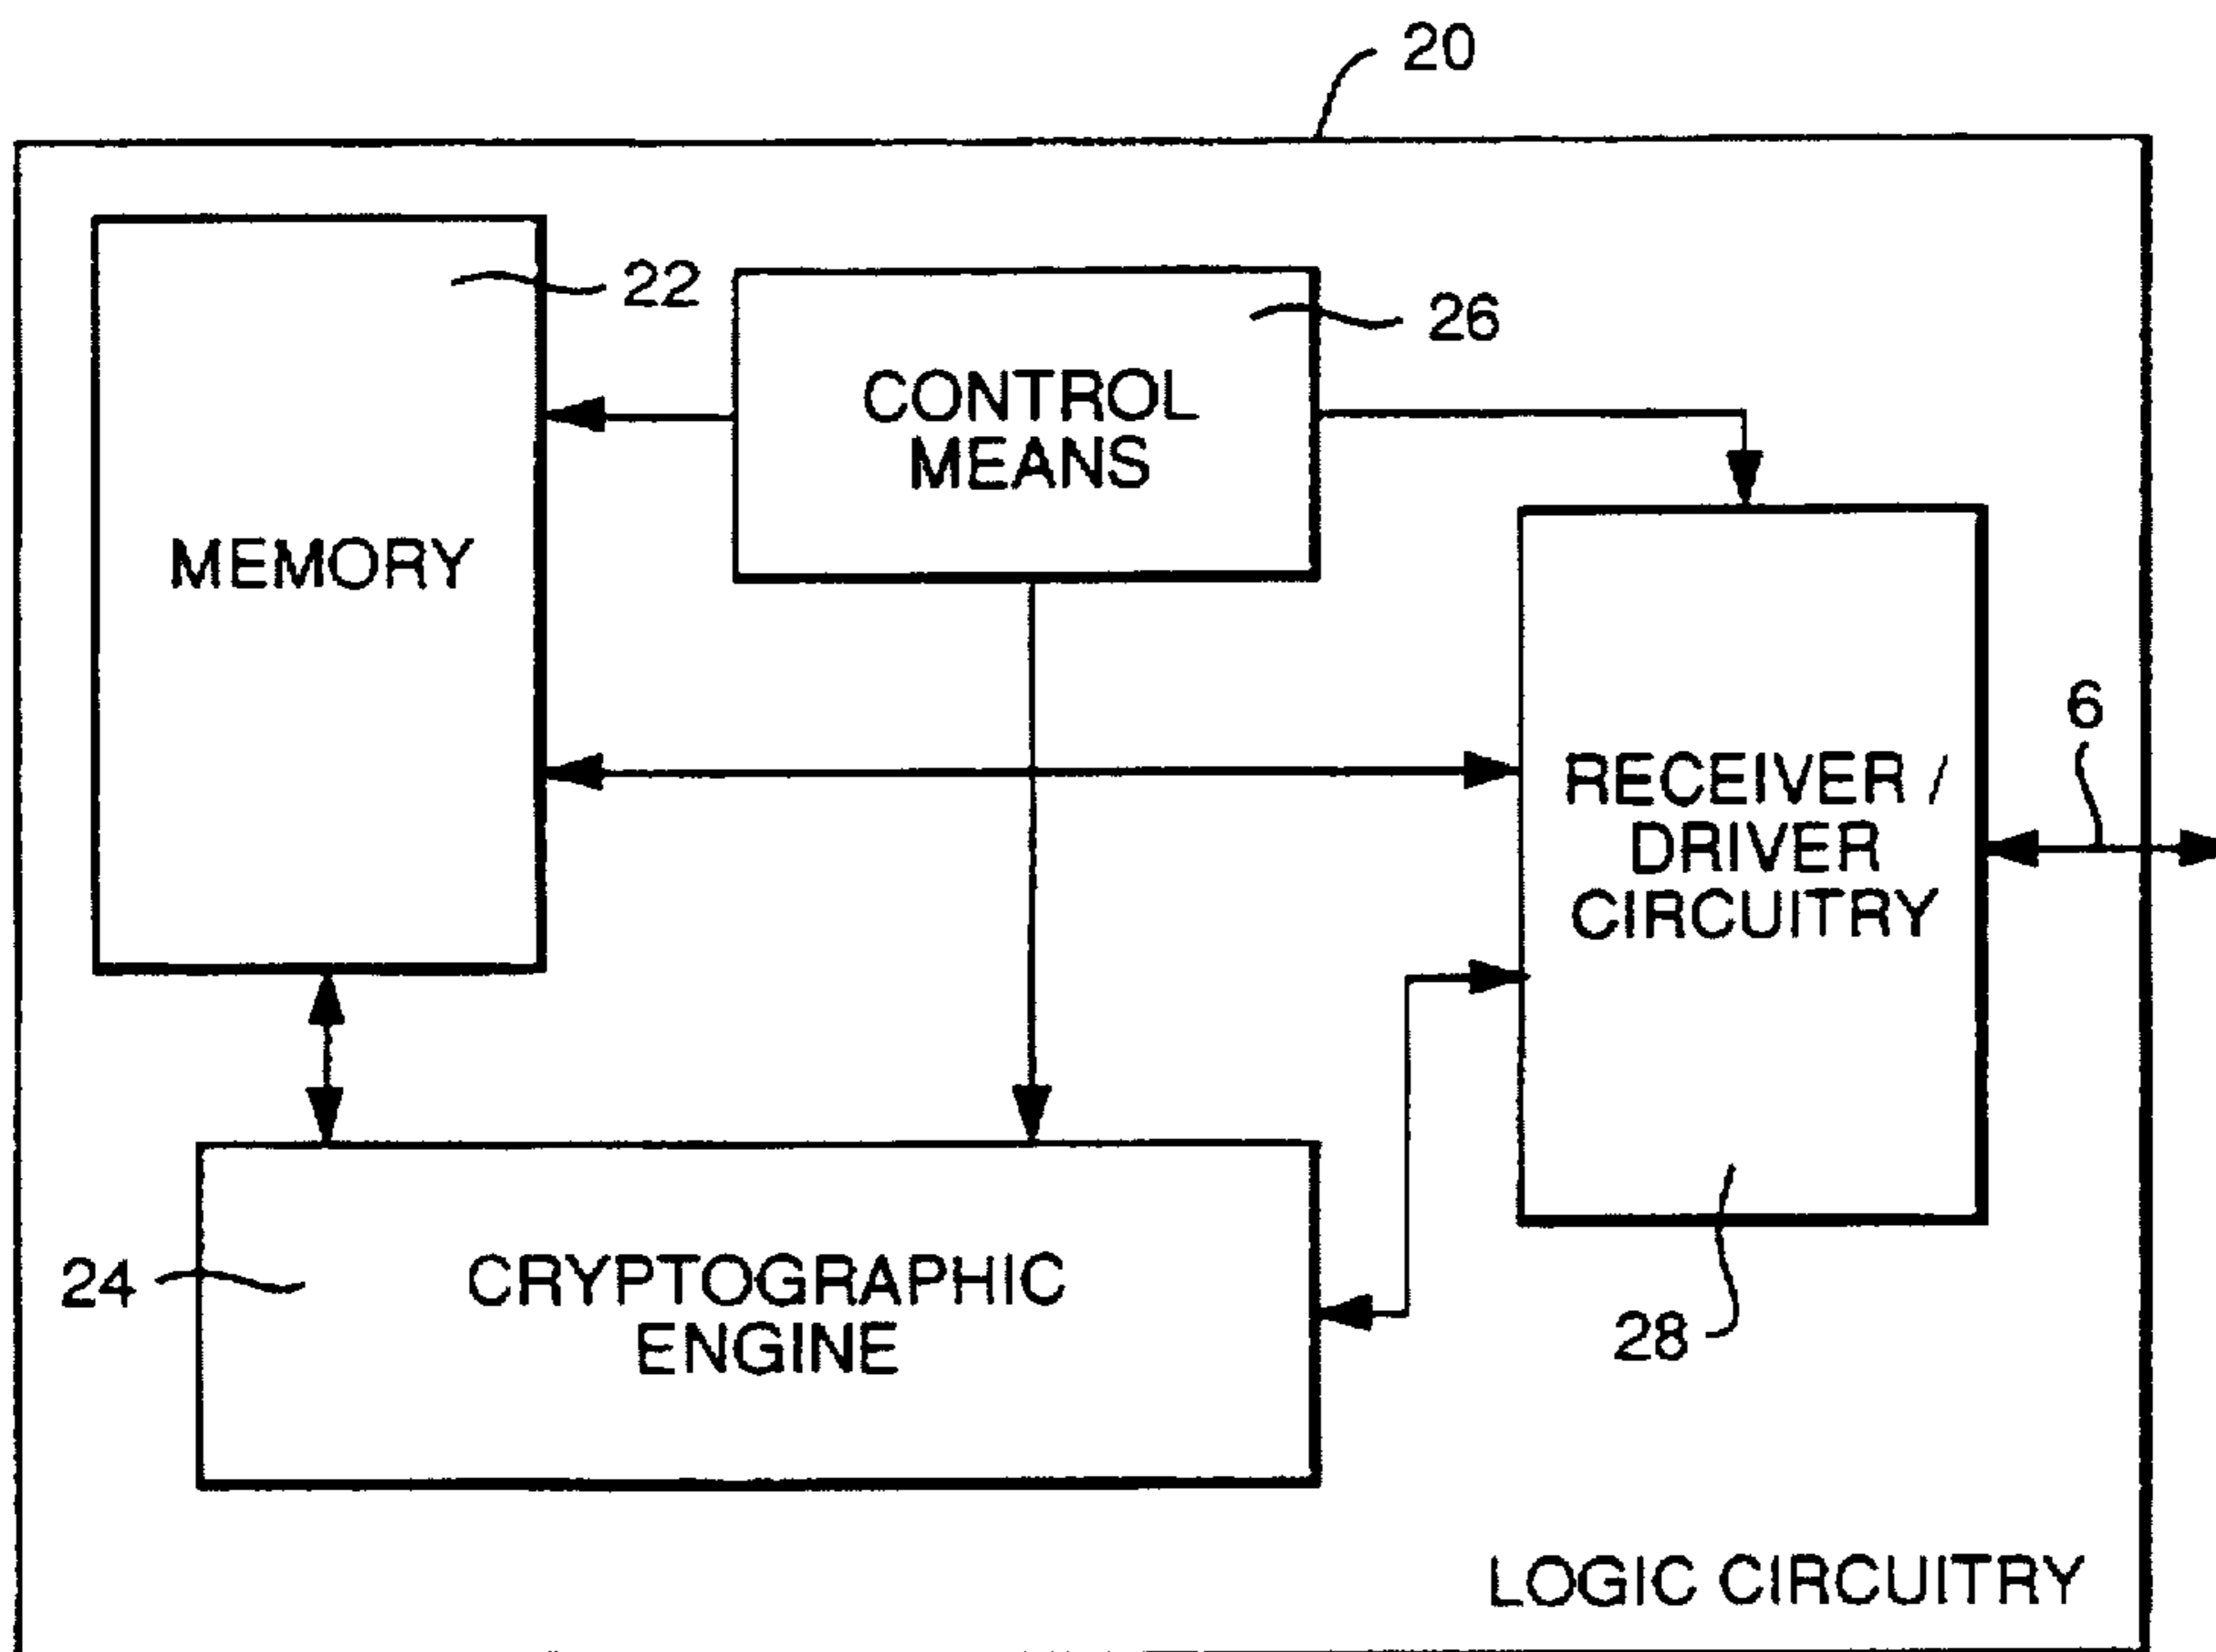 20
22
26
CONTROL
MEANS
MEMORY
6
RECEIVER /
DRIVER
CIRCUITRY
24
CRYPTOGRAPHIC
ENGINE
28
LOGIC CIRCUITRY